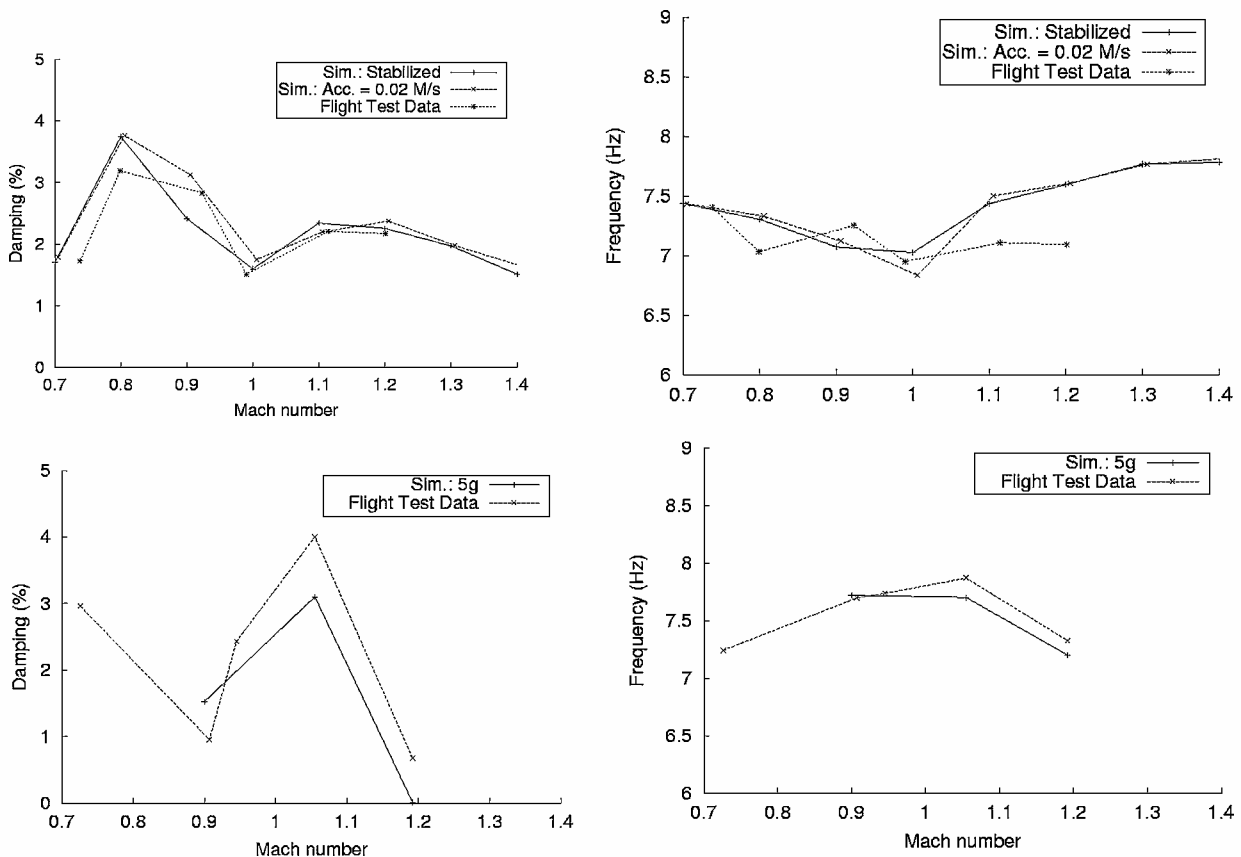 Sim.: Stabilized
Sim.: Acc. = 0.02 M/s
Flight Test Data
Damping (%)
5
4
3
2
1
0
0.7 0.8 0.9 1 1.1 1.2 1.3 1.4
Mach number
Sim.: Stabilized
Sim.: Acc. = 0.02 M/s
Flight Test Data
Frequency (Hz)
9
8.5
8
7.5
7
6.5
6
0.7 0.8 0.9 1 1.1 1.2 1.3 1.4
Mach number
Sim.: 5g
Flight Test Data
Damping (%)
5
4
3
2
1
0
0.7 0.8 0.9 1 1.1 1.2 1.3 1.4
Mach number
Sim.: 5g
Flight Test Data
Frequency (Hz)
9
8.5
8
7.5
7
6.5
6
0.7 0.8 0.9 1 1.1 1.2 1.3 1.4
Mach number